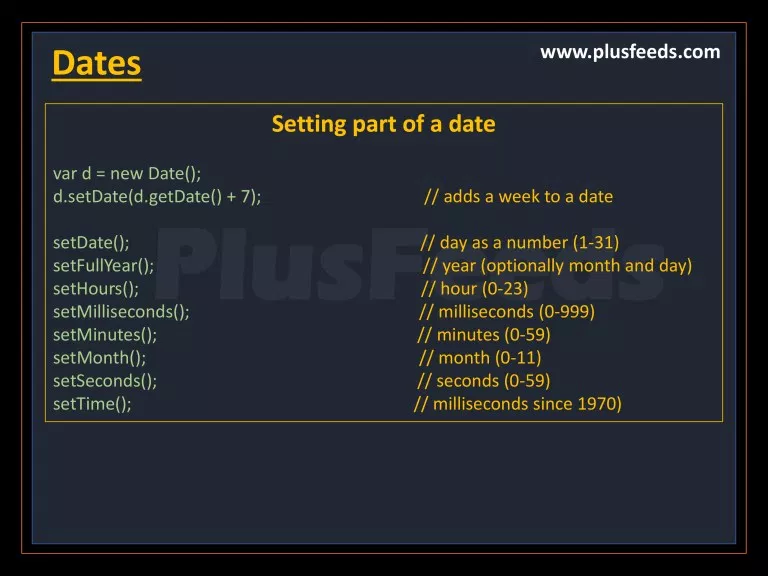 Dates
www.plusfeeds.com
Setting part of a date
var d = new Date();
d.setDate(d.getDate() + 7); // adds a week to a date
setDate(); // day as a number (1-31)
setFullYear(); // year (optionally month and day)
setHours(); // hour (0-23)
setMilliseconds(); // milliseconds (0-999)
setMinutes(); // minutes (0-59)
setMonth(); // month (0-11)
setSeconds(); // seconds (0-59)
setTime(); // milliseconds since 1970)
PlusFeeds